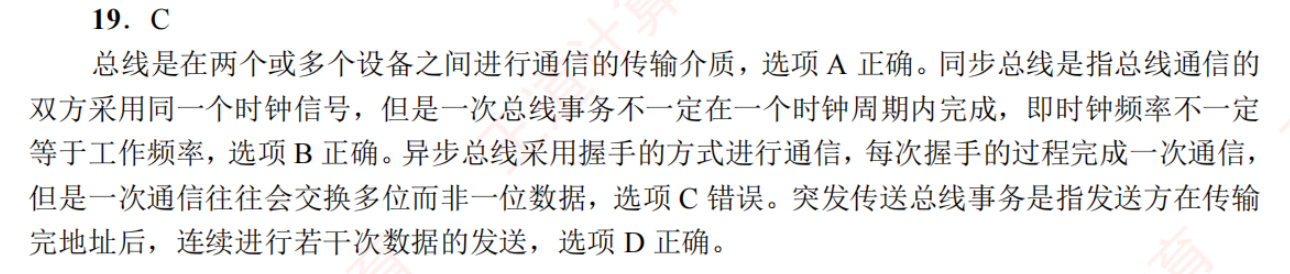 19. C
总线是在两个或多个设备之间进行通信的传输介质，选项 A 正确。同步总线是指总线通信的
双方采用同一个时钟信号，但是一次总线事务不一定在一个时钟周期内完成，即时钟频率不一定
等于工作频率，选项 B 正确。异步总线采用握手的方式进行通信，每次握手的过程完成一次通信，
但是一次通信往往会交换多位而非一位数据，选项 C 错误。突发传送总线事务是指发送方在传输
完地址后，连续进行若干次数据的发送，选项 D 正确。